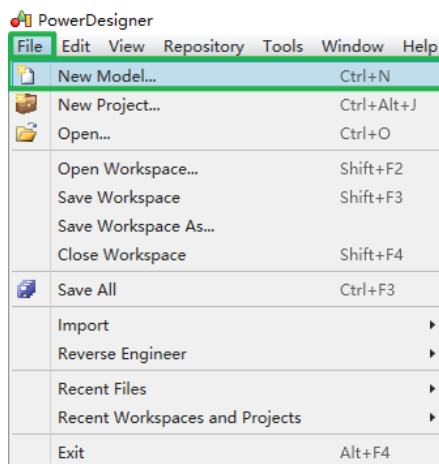 PowerDesigner
File Edit View Repository Tools Window Help
New Model... Ctrl+N
New Project... Ctrl+Alt+J
Open... Ctrl+O
Open Workspace... Shift+F2
Save Workspace Shift+F3
Save Workspace As...
Close Workspace Shift+F4
Save All Ctrl+F3
Import
Reverse Engineer
Recent Files
Recent Workspaces and Projects
Exit Alt+F4